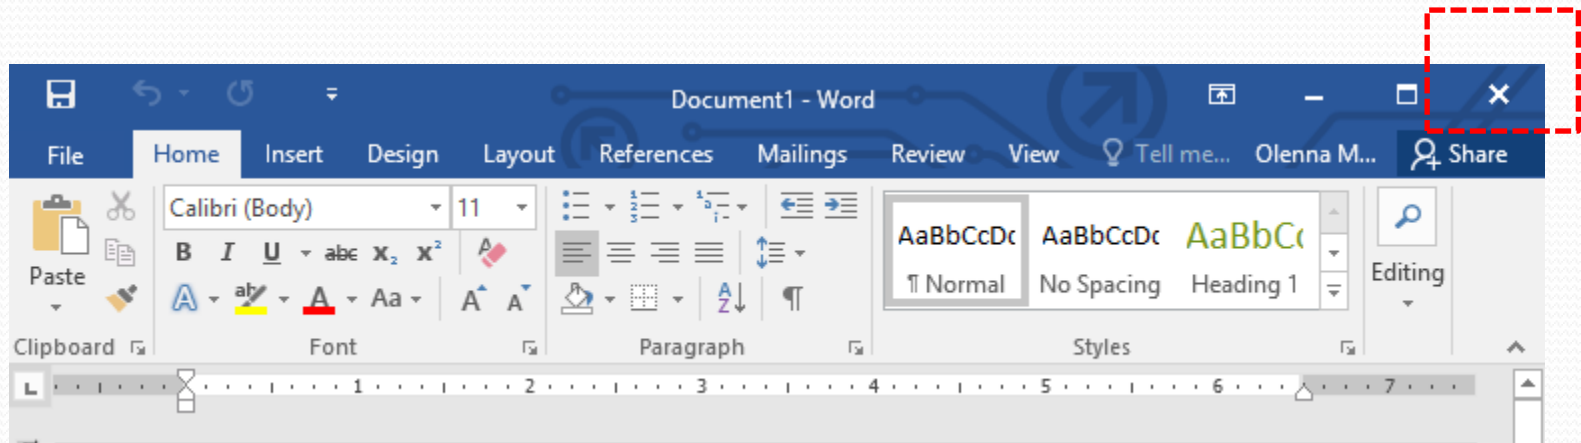 Document1 - Word
File Home Insert Design Layout References Mailings Review View Tell me... Olenna M... Share
Calibri (Body) 11
B I U abc X₂ X²
Paste
A aby A Aa A A A Z
AaBbCcDc AaBbCcDc AaBbCc
¶ Normal No Spacing Heading 1
Editing
Clipboard Font Paragraph Styles
L 1 2 3 4 5 6 7